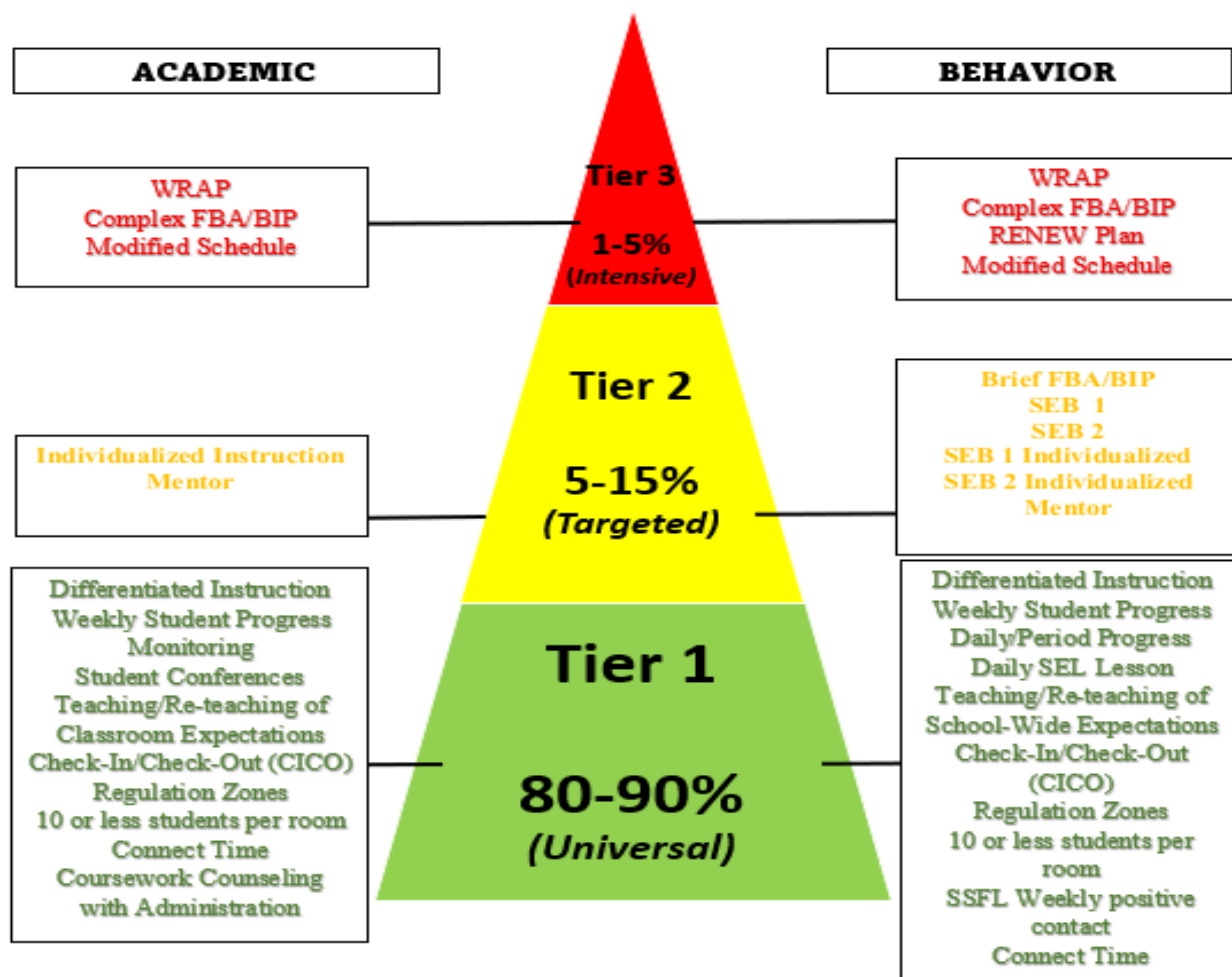 ACADEMIC
BEHAVIOR
WRAP
Complex FBA/BIP
Modified Schedule
Tier 3
1-5%
(Intensive)
WRAP
Complex FBA/BIP
RENEW Plan
Modified Schedule
Individualized Instruction
Mentor
Tier 2
5-15%
(Targeted)
Brief FBA/BIP
SEB 1
SEB 2
SEB 1 Individualized
SEB 2 Individualized
Mentor
Differentiated Instruction
Weekly Student Progress
Monitoring
Student Conferences
Teaching/Re-teaching of
Classroom Expectations
Check-In/Check-Out (CICO)
Regulation Zones
10 or less students per room
Connect Time
Coursework Counseling
with Administration
Tier 1
80-90%
(Universal)
Differentiated Instruction
Weekly Student Progress
Daily/Period Progress
Daily SEL Lesson
Teaching/Re-teaching of
School-Wide Expectations
Check-In/Check-Out
(CICO)
Regulation Zones
10 or less students per
room
SSFL Weekly positive
contact
Connect Time